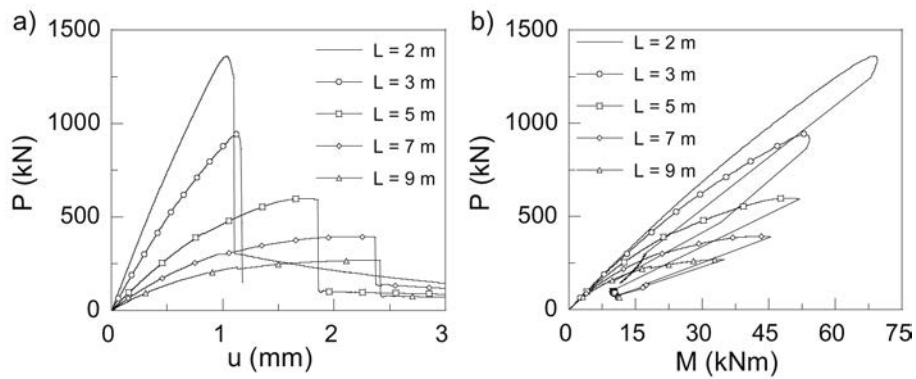 a)
1500
1000
500
0
P (kN)
0 1 2 3
u (mm)
L = 2 m
L = 3 m
L = 5 m
L = 7 m
L = 9 m
b)
1500
1000
500
0
P (kN)
0 15 30 45 60 75
M (kNm)
L = 2 m
L = 3 m
L = 5 m
L = 7 m
L = 9 m